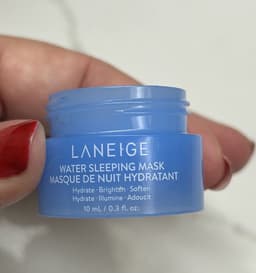 LANEIGE
WATER SLEEPING MASK
MASQUE DE NUIT HYDRATANT
Hydrate · Brighten · Soften
Hydrate · Illumine · Adoucit
10 mL / 0.3 fl. oz.